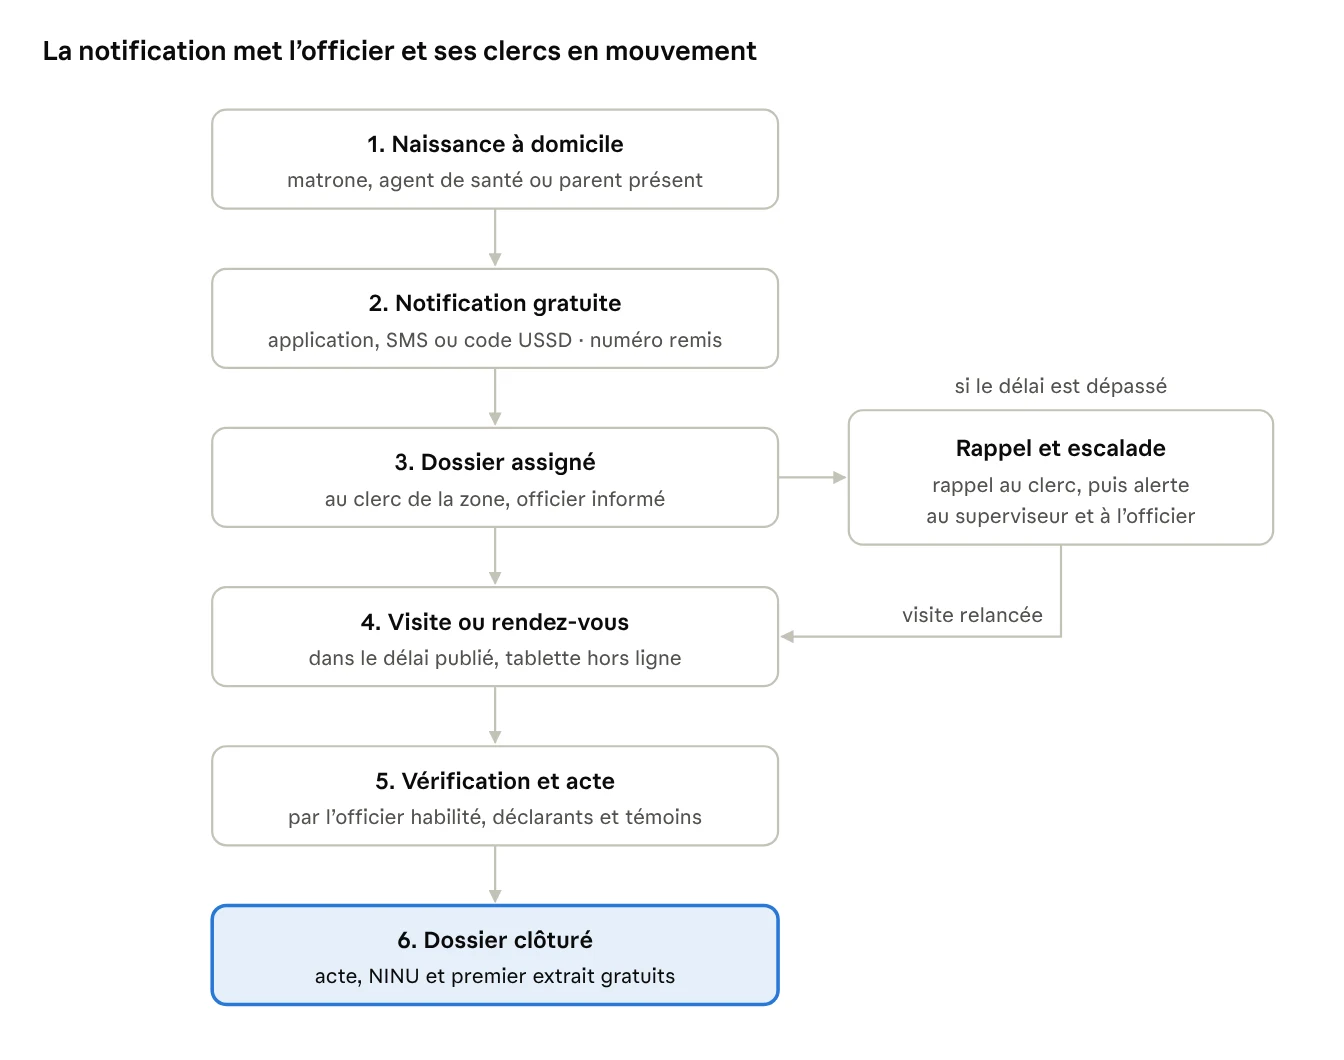 La notification met l’officier et ses clercs en mouvement
1. Naissance à domicile
matrone, agent de santé ou parent présent
2. Notification gratuite
application, SMS ou code USSD · numéro remis
3. Dossier assigné
au clerc de la zone, officier informé
si le délai est dépassé
Rappel et escalade
rappel au clerc, puis alerte
au superviseur et à l’officier
visite relancée
4. Visite ou rendez-vous
dans le délai publié, tablette hors ligne
5. Vérification et acte
par l’officier habilité, déclarants et témoins
6. Dossier clôturé
acte, NINU et premier extrait gratuits